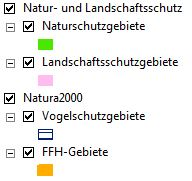 Natur- und Landschaftsschutz
Naturschutzgebiete
Landschaftsschutzgebiete
Natura2000
Vogelschutzgebiete
FFH-Gebiete